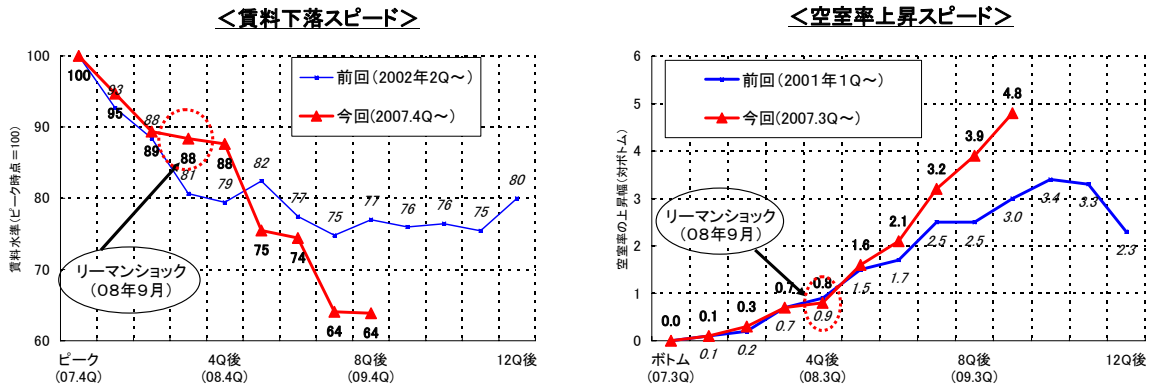 ＜賃料下落スピード＞
賃料水準(ピーク時点＝100)
100
90
80
70
60
前回(2002年2Q～)
今回(2007.4Q～)
100
93
95
88
89
88
81
88
79
82
75
77
74
75
64
77
64
76
76
75
80
リーマンショック
(08年9月)
ピーク
(07.4Q)
4Q後
(08.4Q)
8Q後
(09.4Q)
12Q後
＜空室率上昇スピード＞
空室率の上昇幅(対ボトム)
6
5
4
3
2
1
0
前回(2001年1Q～)
今回(2007.3Q～)
0.0
0.1
0.1
0.3
0.2
0.7
0.7
0.8
0.9
1.6
1.5
2.1
1.7
3.2
2.5
3.9
2.5
4.8
3.0
3.4
3.3
2.3
リーマンショック
(08年9月)
ボトム
(07.3Q)
4Q後
(08.3Q)
8Q後
(09.3Q)
12Q後